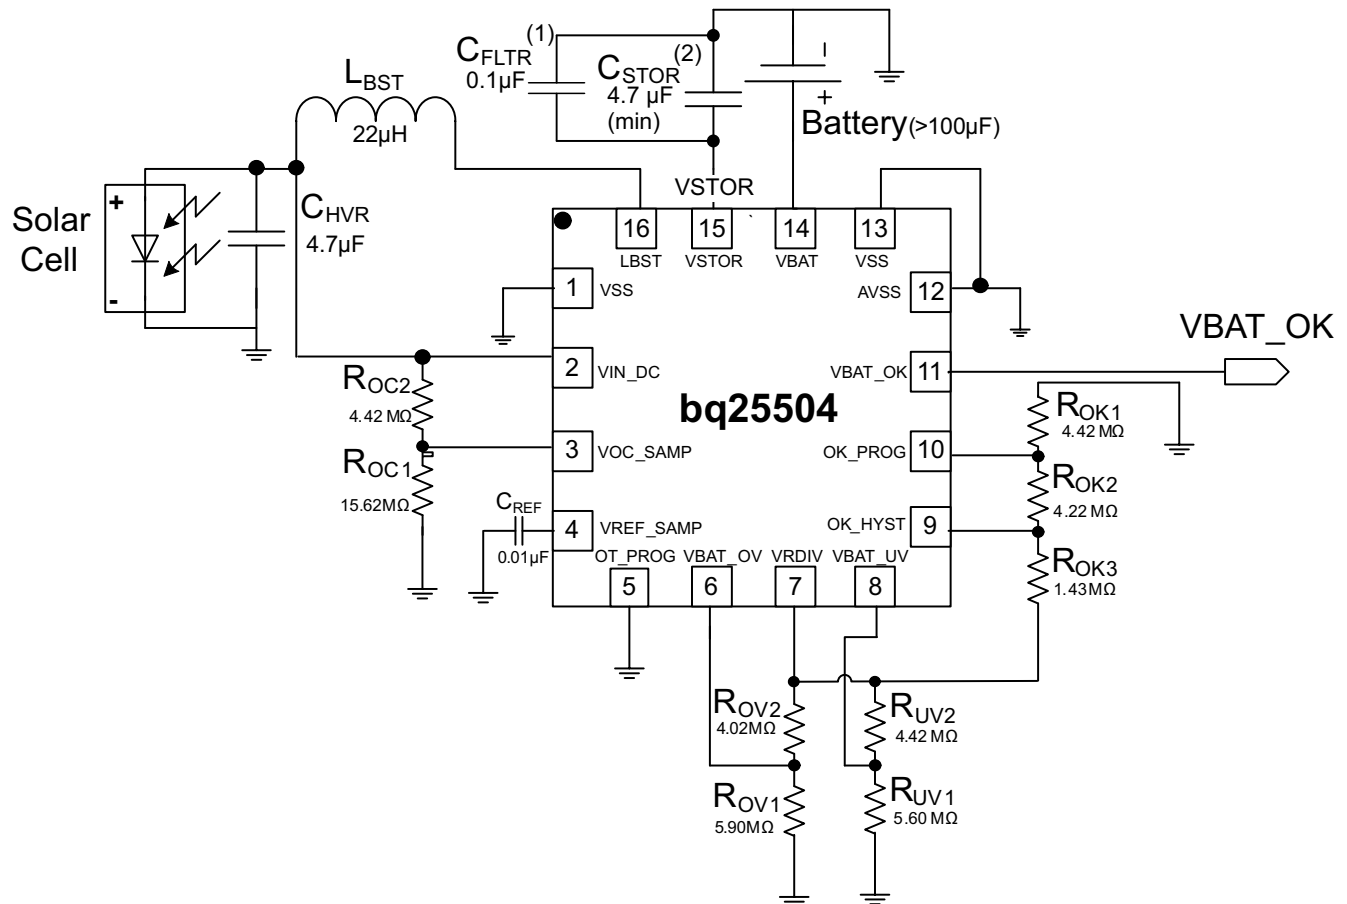 CFLTR (1)
0.1µF
CSTOR (2)
4.7 µF
(min)
-
+
Battery(>100µF)
LBST
22µH
VSTOR
Solar
Cell
+
-
CHVR
4.7µF
16
LBST
15
VSTOR
14
VBAT
13
VSS
1
VSS
2
VIN_DC
3
VOC_SAMP
4
VREF_SAMP
5
OT_PROG
6
VBAT_OV
7
VRDIV
8
VBAT_UV
9
OK_HYST
10
OK_PROG
11
VBAT_OK
12
AVSS
bq25504
VBAT_OK
ROC2
4.42 MΩ
ROC1
15.62MΩ
CREF
0.01µF
ROK1
4.42 MΩ
ROK2
4.22 MΩ
ROK3
1.43MΩ
ROV2
4.02MΩ
RUV2
4.42 MΩ
ROV1
5.90MΩ
RUV1
5.60 MΩ